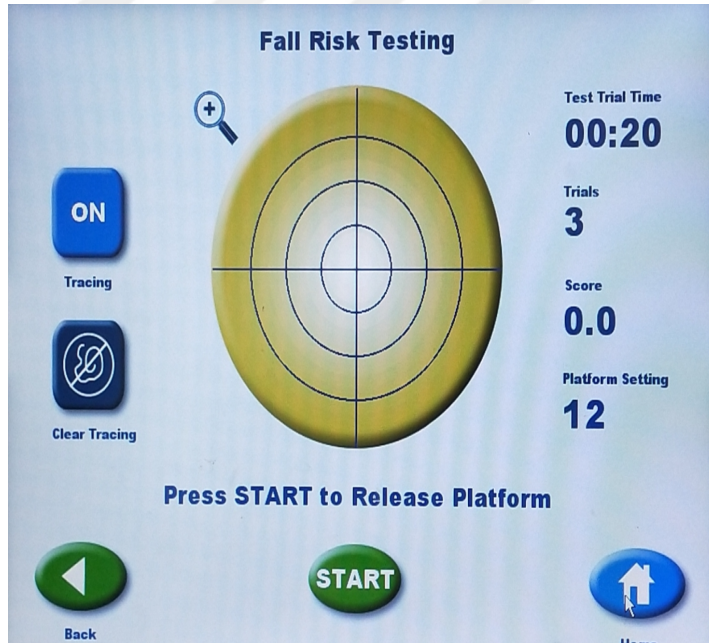 Fall Risk Testing
Test Trial Time
00:20
Trials
3
Score
0.0
Platform Setting
12
ON
Tracing
Clear Tracing
Press START to Release Platform
START
Back